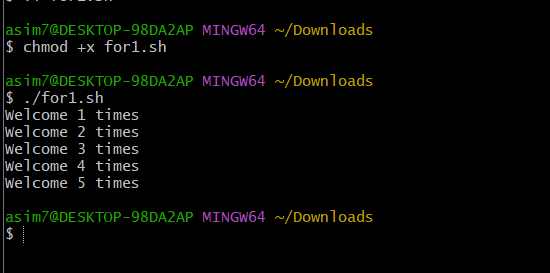 asim7@DESKTOP-98DA2AP MINGW64 ~/Downloads
$ chmod +x for1.sh
asim7@DESKTOP-98DA2AP MINGW64 ~/Downloads
$ ./for1.sh
Welcome 1 times
Welcome 2 times
Welcome 3 times
Welcome 4 times
Welcome 5 times
asim7@DESKTOP-98DA2AP MINGW64 ~/Downloads
$